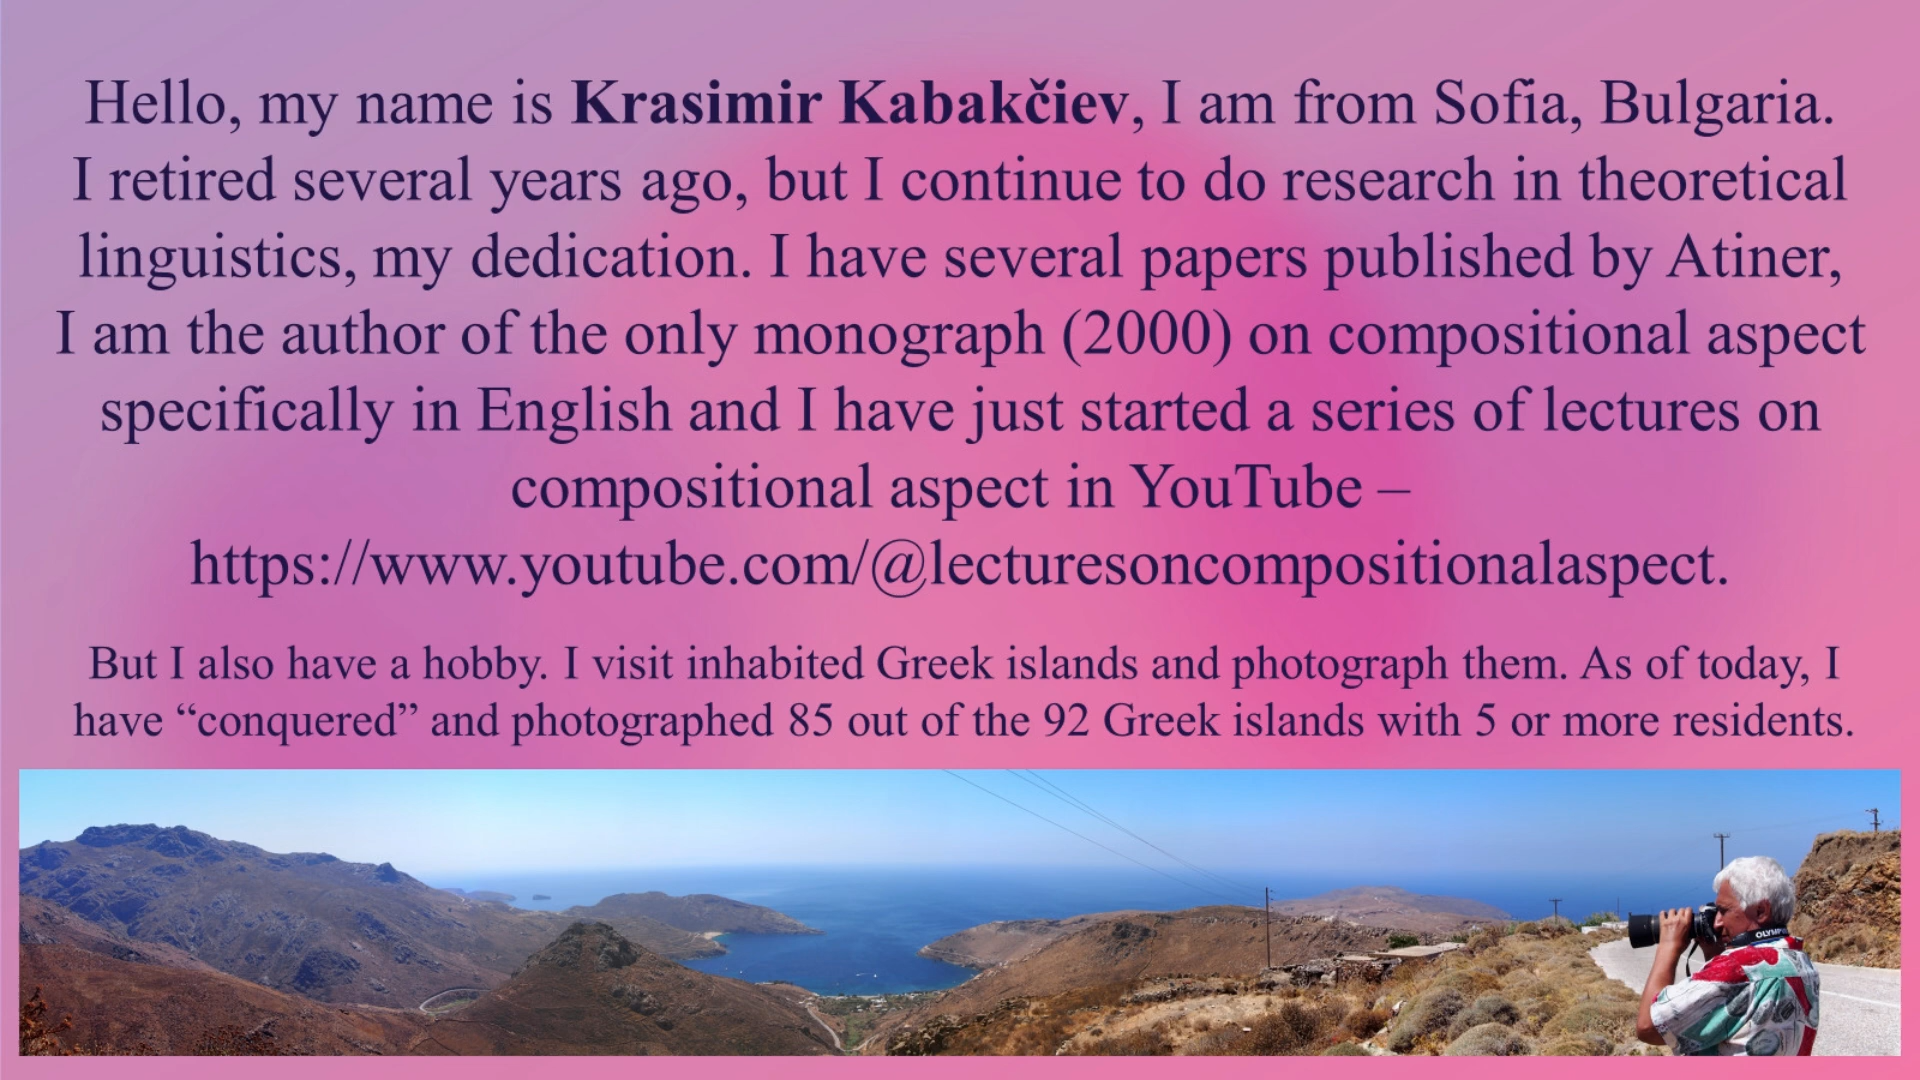 Hello, my name is Krasimir Kabakčiev, I am from Sofia, Bulgaria.
I retired several years ago, but I continue to do research in theoretical
linguistics, my dedication. I have several papers published by Atiner,
I am the author of the only monograph (2000) on compositional aspect
specifically in English and I have just started a series of lectures on
compositional aspect in YouTube –
https://www.youtube.com/@lecturesoncompositionalaspect.
But I also have a hobby. I visit inhabited Greek islands and photograph them. As of today, I
have “conquered” and photographed 85 out of the 92 Greek islands with 5 or more residents.